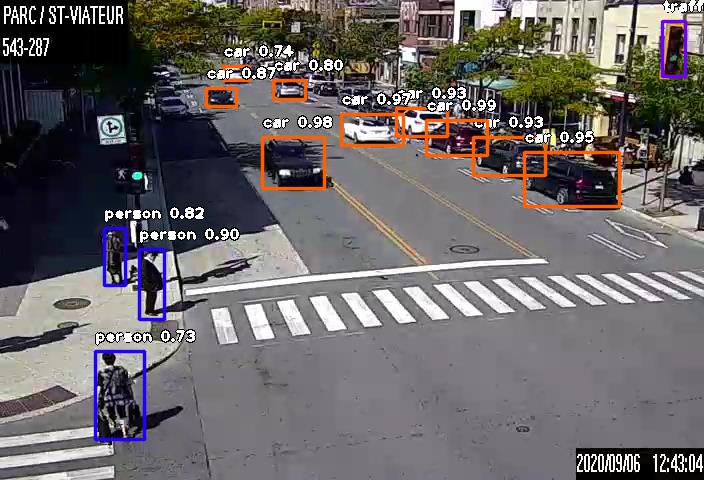 PARC / ST-VIATEUR
543-287
traff
car 0.74
car 0.80
car 0.87
car 0.93
car 0.97
car 0.99
car 0.98
car 0.93
car 0.95
person 0.82
person 0.90
person 0.73
2020/09/06 12:43:04